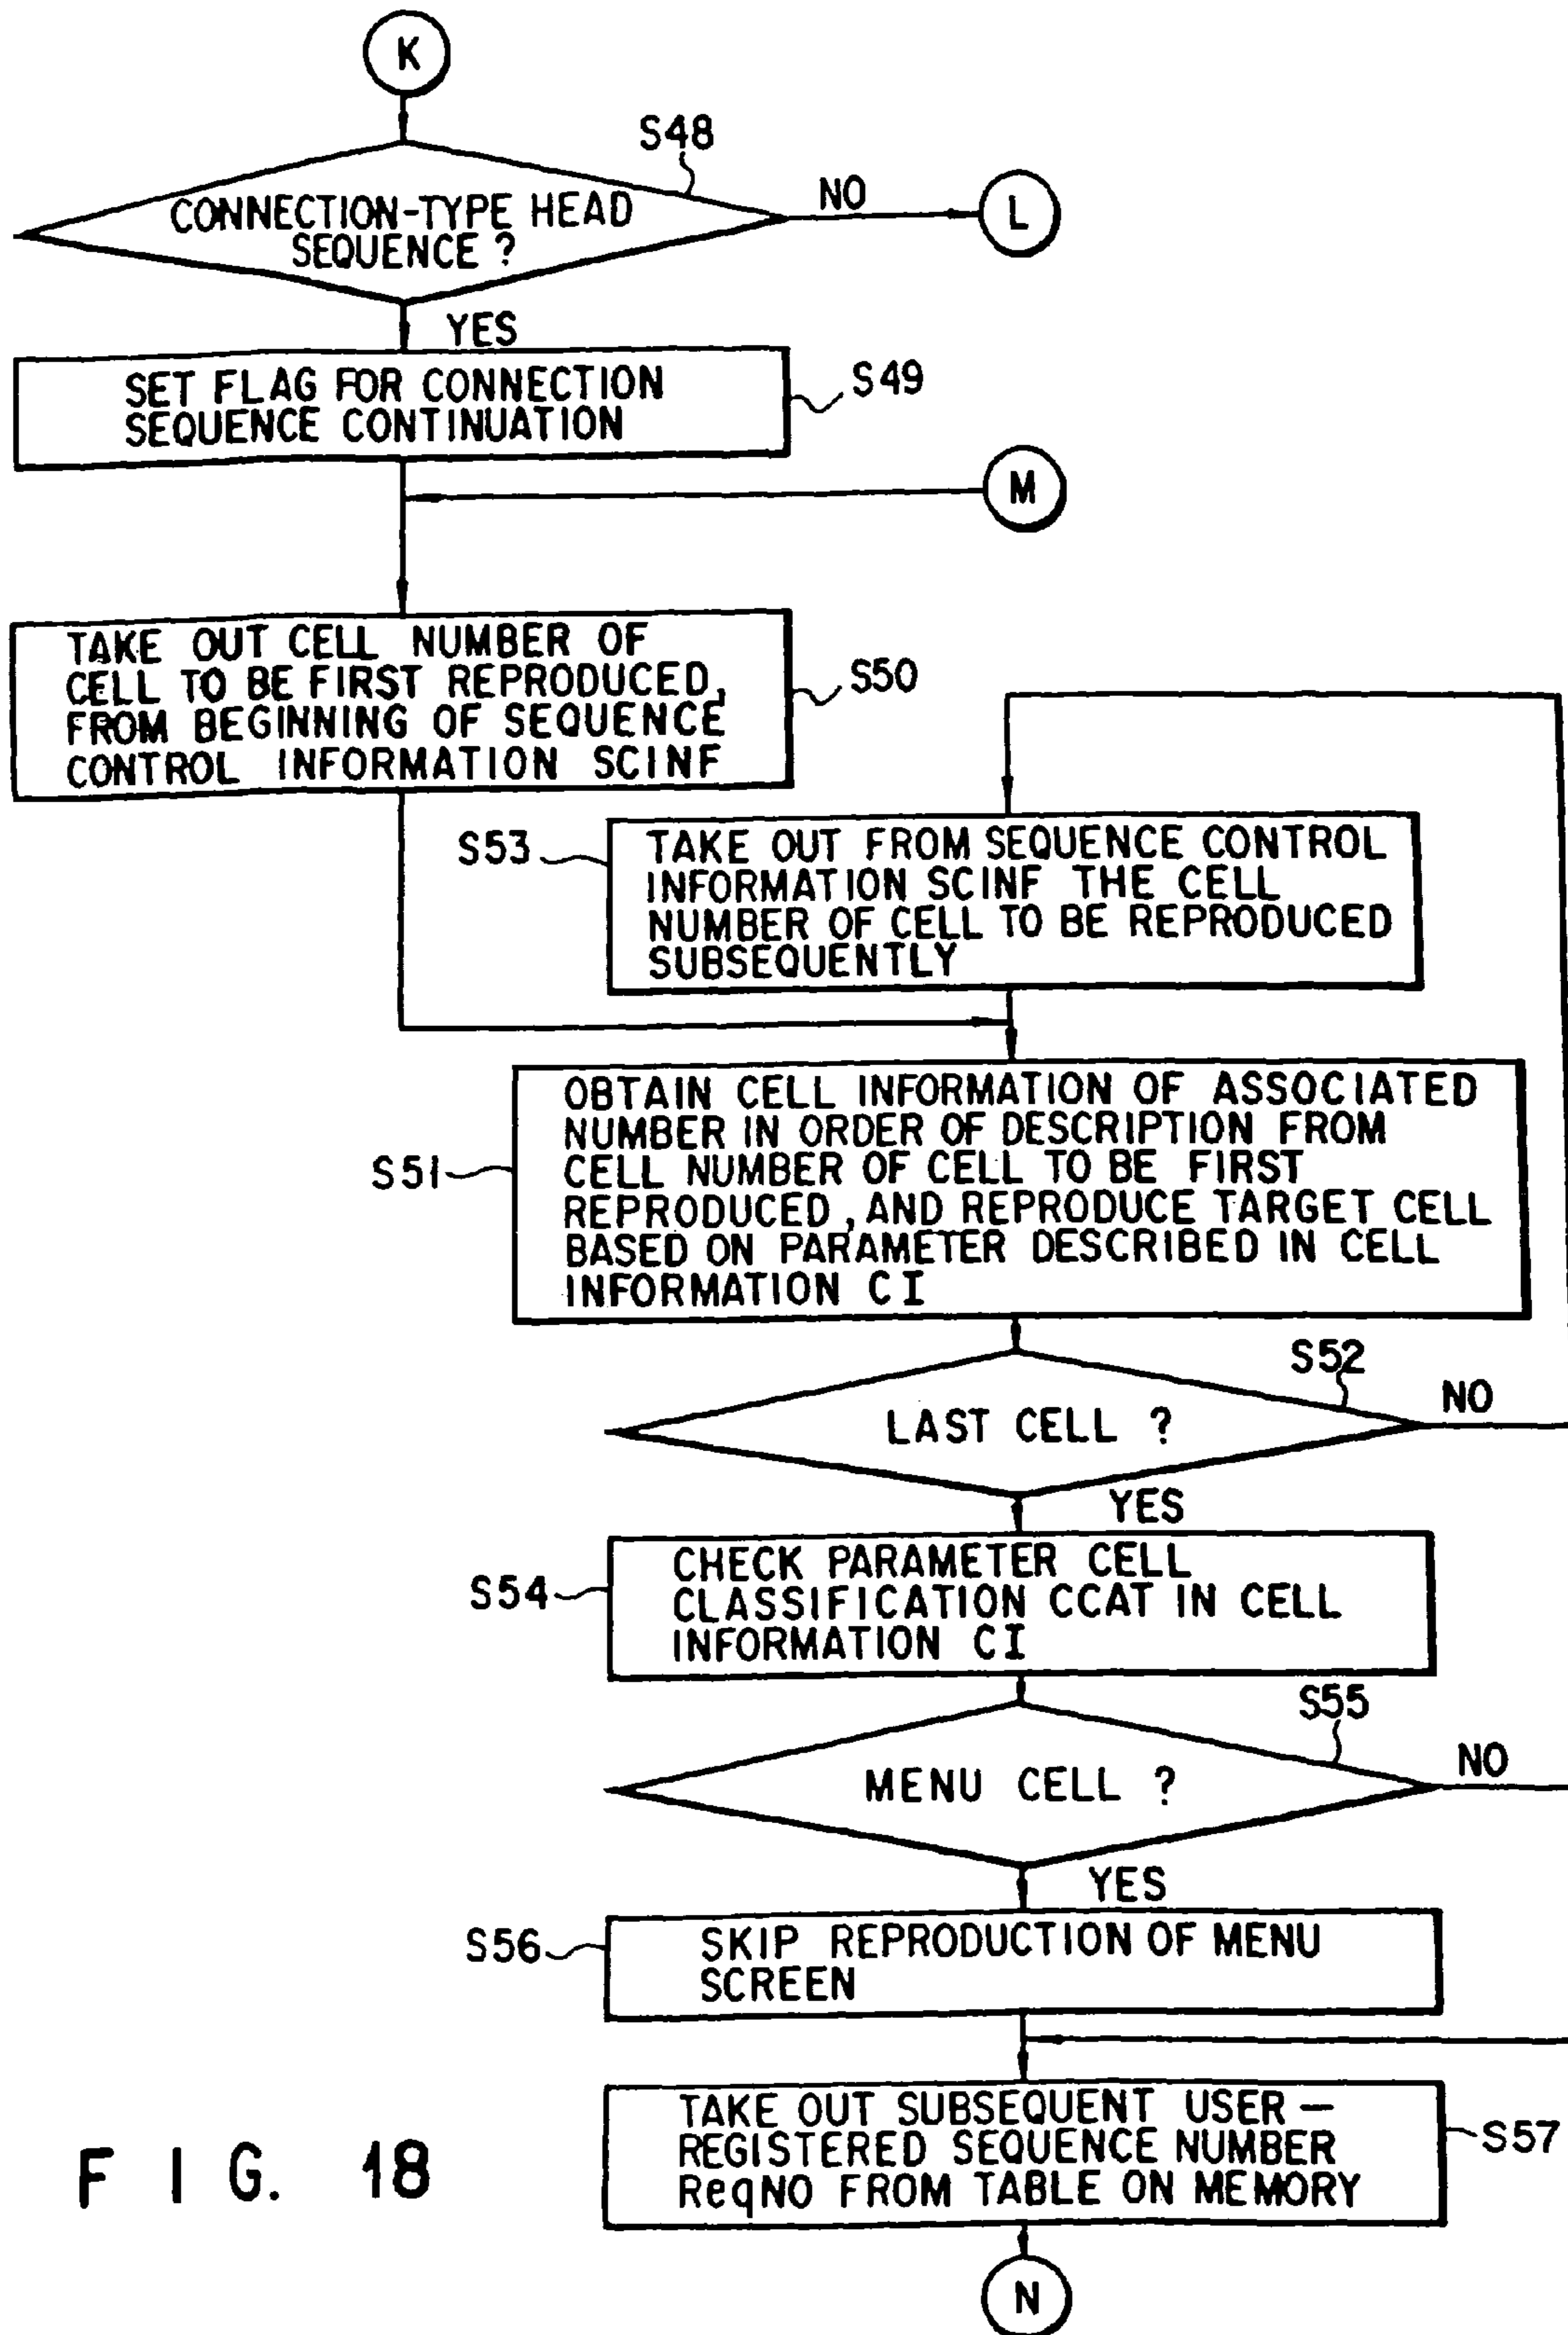 K
S48
CONNECTION-TYPE HEAD
SEQUENCE ?
NO
L
YES
SET FLAG FOR CONNECTION
SEQUENCE CONTINUATION
S49
M
TAKE OUT CELL NUMBER OF
CELL TO BE FIRST REPRODUCED,
FROM BEGINNING OF SEQUENCE
CONTROL INFORMATION SCINF
S50
S53
TAKE OUT FROM SEQUENCE CONTROL
INFORMATION SCINF THE CELL
NUMBER OF CELL TO BE REPRODUCED
SUBSEQUENTLY
S51
OBTAIN CELL INFORMATION OF ASSOCIATED
NUMBER IN ORDER OF DESCRIPTION FROM
CELL NUMBER OF CELL TO BE FIRST
REPRODUCED, AND REPRODUCE TARGET CELL
BASED ON PARAMETER DESCRIBED IN CELL
INFORMATION CI
S52
LAST CELL ?
NO
YES
S54
CHECK PARAMETER CELL
CLASSIFICATION CCAT IN CELL
INFORMATION CI
S55
MENU CELL ?
NO
YES
S56
SKIP REPRODUCTION OF MENU
SCREEN
TAKE OUT SUBSEQUENT USER-
REGISTERED SEQUENCE NUMBER
ReqNO FROM TABLE ON MEMORY
S57
N
FIG. 18